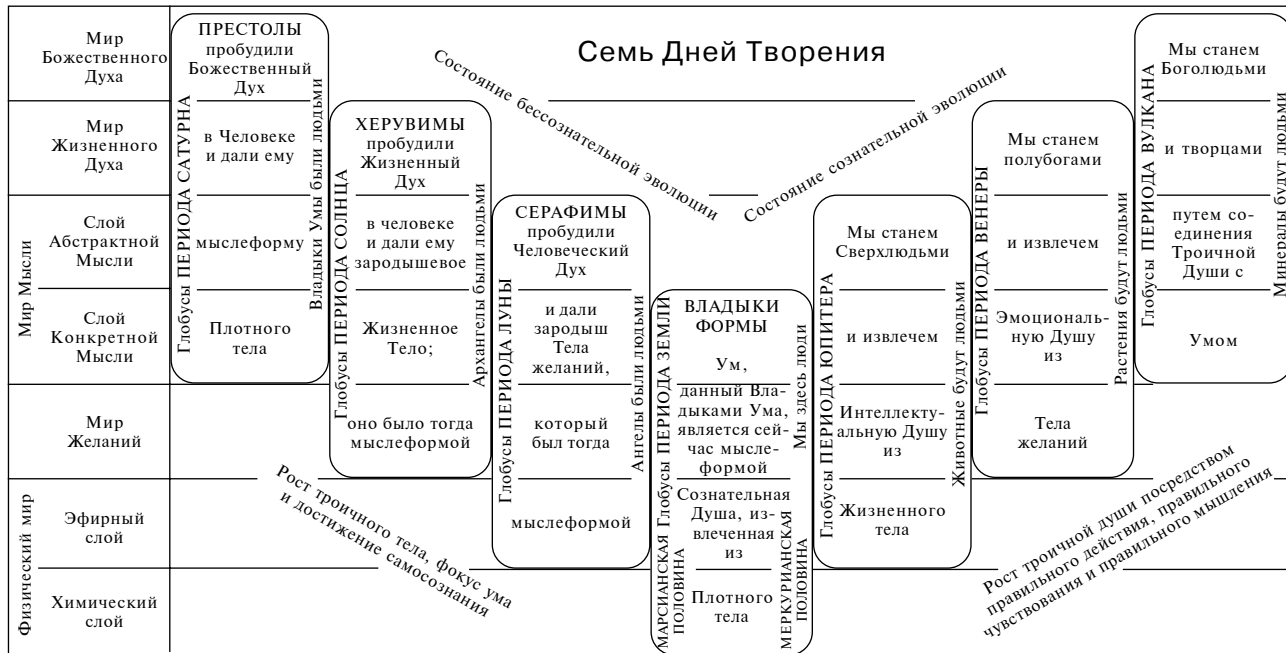 Семь Дней Творения
Состояние бессознательной эволюции
Состояние сознательной эволюции
Мир
Божественного
Духа
Мир
Жизненного
Духа
Мир Мысли
Слой
Абстрактной
Мысли
Слой
Конкретной
Мысли
Мир
Желаний
Физический мир
Эфирный
слой
Химический
слой
Глобусы ПЕРИОДА САТУРНА
ПРЕСТОЛЫ
пробудили
Божественный
Дух
в Человеке
и дали ему
мыслеформу
Плотного
тела
Владыки Умы были людьми
Глобусы ПЕРИОДА СОЛНЦА
ХЕРУВИМЫ
пробудили
Жизненный
Дух
в человеке
и дали ему
зародышевое
Жизненное
Тело;
оно было тогда
мыслеформой
Архангелы были людьми
Глобусы ПЕРИОДА ЛУНЫ
СЕРАФИМЫ
пробудили
Человеческий
Дух
и дали
зародыш
Тела
желаний,
который
был тогда
мыслеформой
Ангелы были людьми
Глобусы ПЕРИОДА ЗЕМЛИ
МАРСИАНСКАЯ
ПОЛОВИНА
ВЛАДЫКИ
ФОРМЫ
Ум,
данный Вла-
дыками Ума,
является сей-
час мысле-
формой
Сознательная
Душа, из-
влеченная
из
Плотного
тела
Мы здесь люди
МЕРКУРИАНСКАЯ
ПОЛОВИНА
Глобусы ПЕРИОДА ЮПИТЕРА
Мы станем
Сверхлюдьми
и извлечем
Интеллекту-
альную Душу
из
Жизненного
тела
Животные будут людьми
Глобусы ПЕРИОДА ВЕНЕРЫ
Мы станем
полубогами
и извлечем
Эмоциональ-
ную Душу
из
Тела
желаний
Растения будут людьми
Глобусы ПЕРИОДА ВУЛКАНА
Мы станем
Боголюдьми
и творцами
путем со-
единения
Троичной
Души с
Умом
Минералы будут людьми
Рост троичного тела, фокус ума
и достижение самосознания
Рост троичной души посредством
правильного действия, правильного
чувствования и правильного мышления